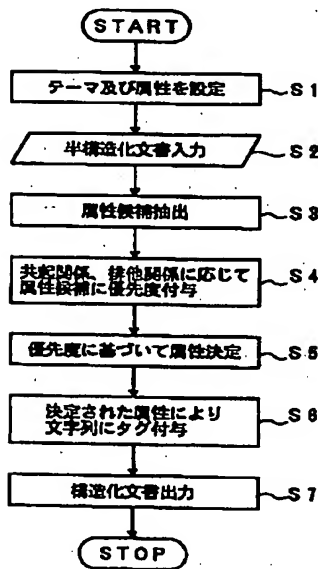 START
テーマ及び属性を設定
S1
半構造化文書入力
S2
属性候補抽出
S3
共起関係、排他関係に応じて
属性候補に優先度付与
S4
優先度に基づいて属性決定
S5
決定された属性により
文字列にタグ付与
S6
構造化文書出力
S7
STOP